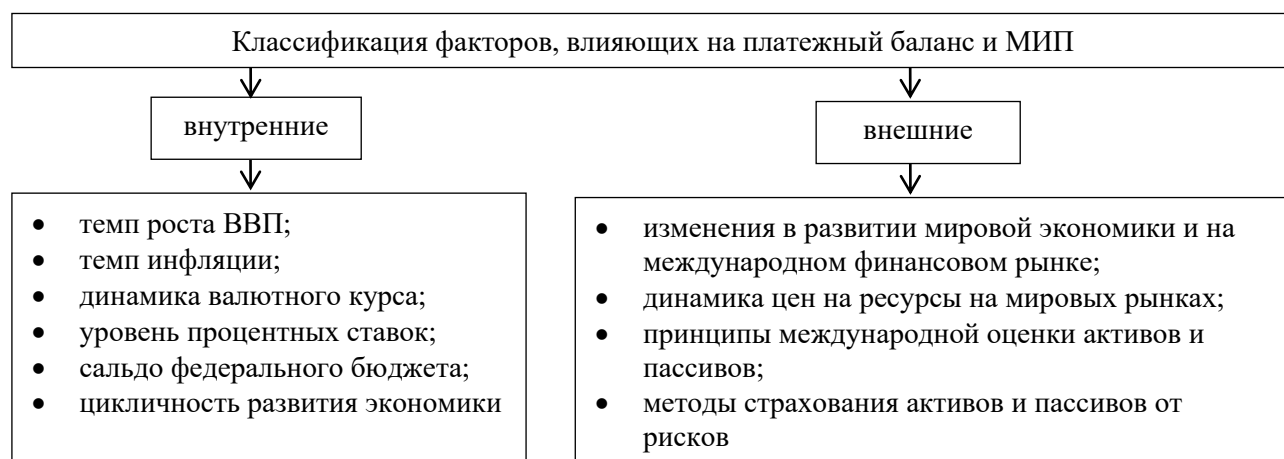 Классификация факторов, влияющих на платежный баланс и МИП
внутренние
внешние
• темп роста ВВП;
• темп инфляции;
• динамика валютного курса;
• уровень процентных ставок;
• сальдо федерального бюджета;
• цикличность развития экономики
• изменения в развитии мировой экономики и на
международном финансовом рынке;
• динамика цен на ресурсы на мировых рынках;
• принципы международной оценки активов и
пассивов;
• методы страхования активов и пассивов от
рисков